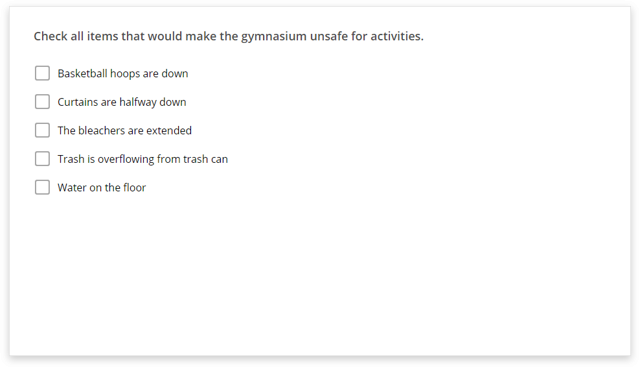 Check all items that would make the gymnasium unsafe for activities.
Basketball hoops are down
Curtains are halfway down
The bleachers are extended
Trash is overflowing from trash can
Water on the floor